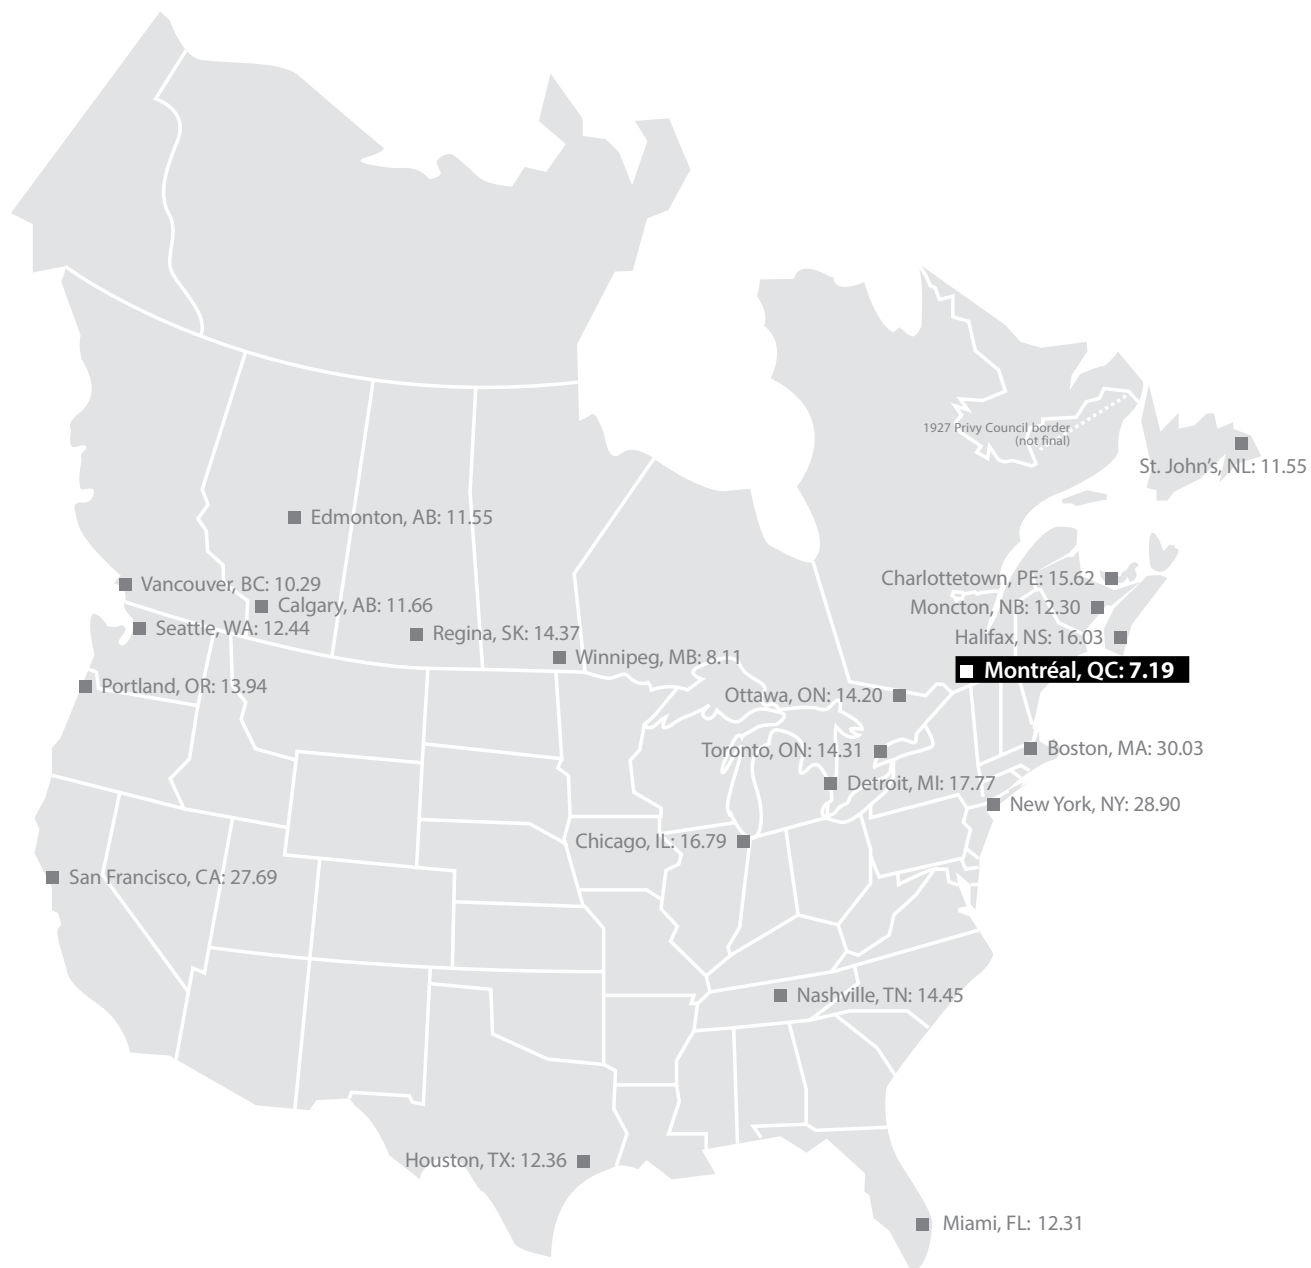 1927 Privy Council border
(not final)
St. John’s, NL: 11.55
Edmonton, AB: 11.55
Vancouver, BC: 10.29
Charlottetown, PE: 15.62
Calgary, AB: 11.66
Moncton, NB: 12.30
Seattle, WA: 12.44
Regina, SK: 14.37
Halifax, NS: 16.03
Winnipeg, MB: 8.11
Montréal, QC: 7.19
Portland, OR: 13.94
Ottawa, ON: 14.20
Toronto, ON: 14.31
Boston, MA: 30.03
Detroit, MI: 17.77
New York, NY: 28.90
Chicago, IL: 16.79
San Francisco, CA: 27.69
Nashville, TN: 14.45
Houston, TX: 12.36
Miami, FL: 12.31